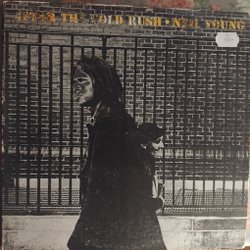 AFTER THE GOLD RUSH • NEIL YOUNG